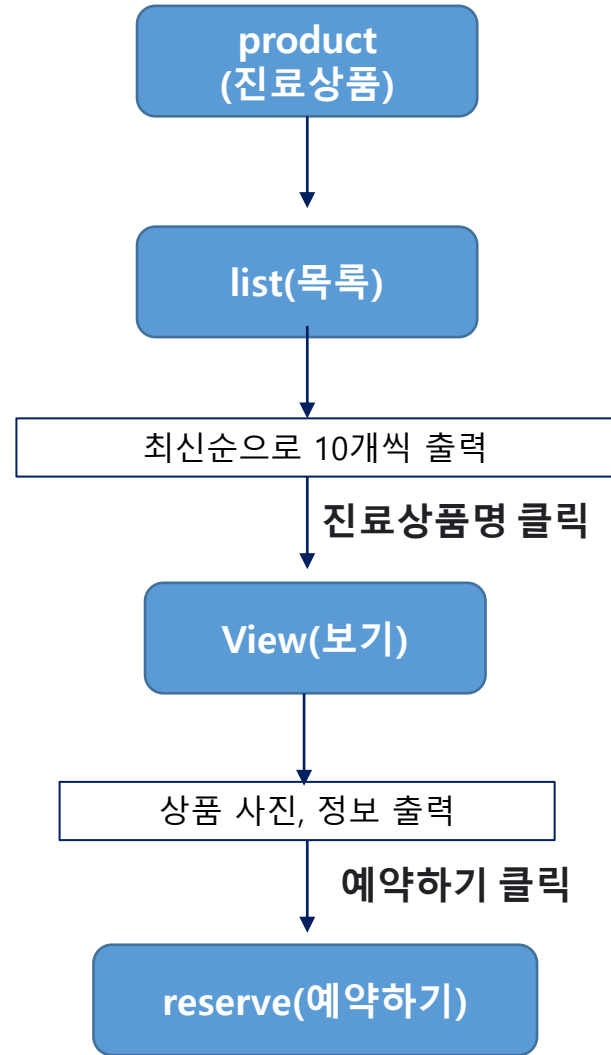 product
(진료상품)
list(목록)
최신순으로 10개씩 출력
진료상품명 클릭
View(보기)
상품 사진, 정보 출력
예약하기 클릭
reserve(예약하기)